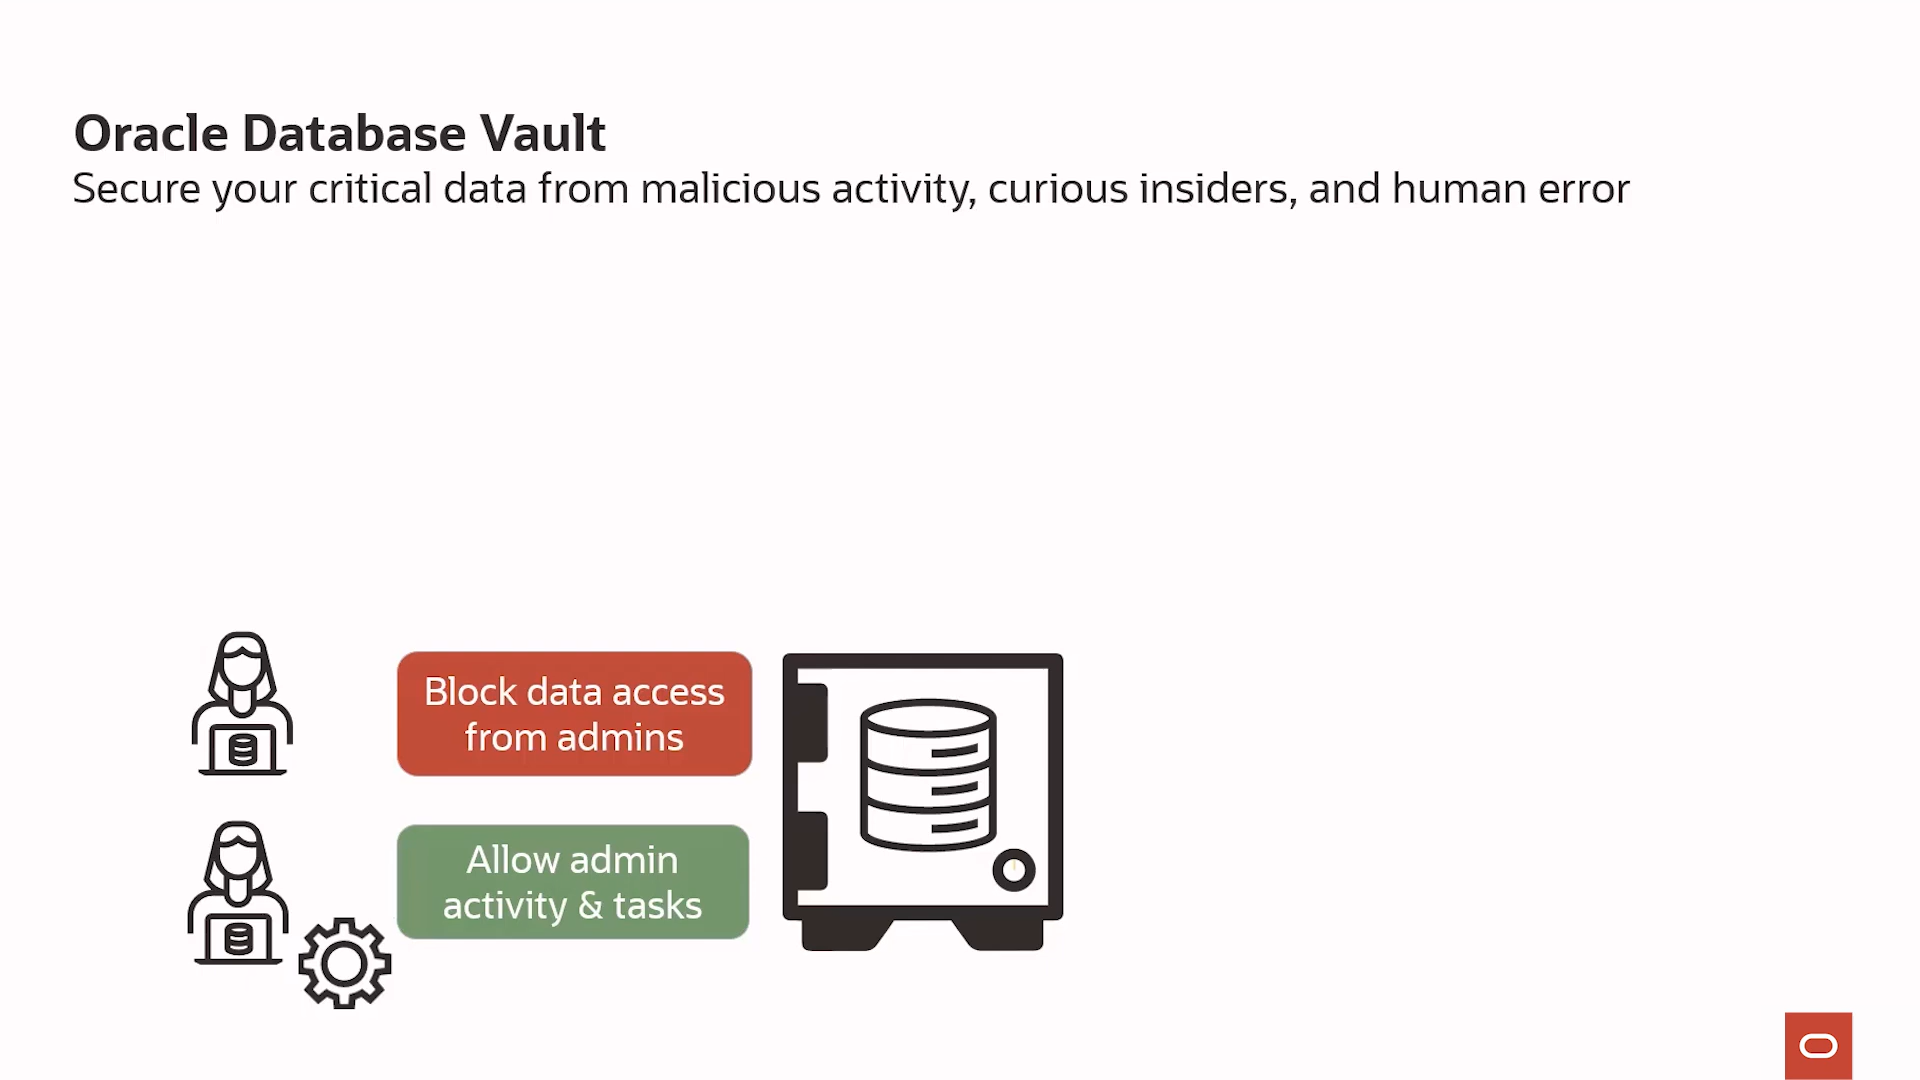 Oracle Database Vault
Secure your critical data from malicious activity, curious insiders, and human error
Block data access
from admins
Allow admin
activity & tasks